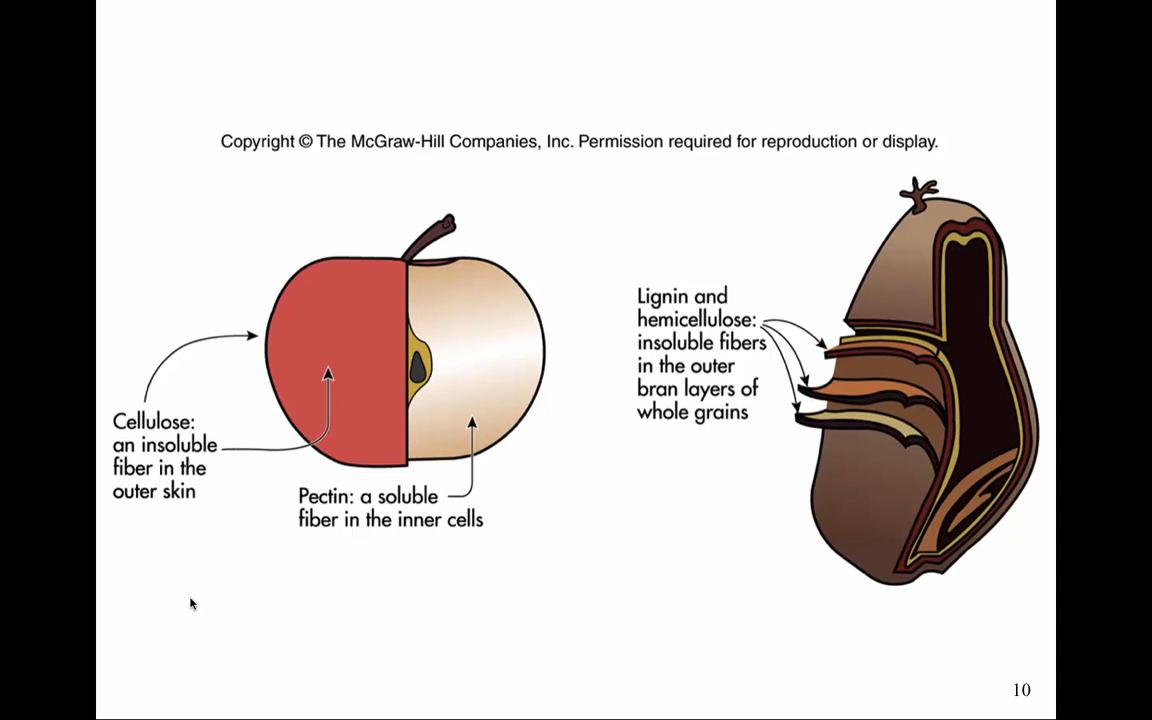 Copyright © The McGraw-Hill Companies, Inc. Permission required for reproduction or display.
Cellulose:
an insoluble
fiber in the
outer skin
Pectin: a soluble
fiber in the inner cells
Lignin and
hemicellulose:
insoluble fibers
in the outer
bran layers of
whole grains
10